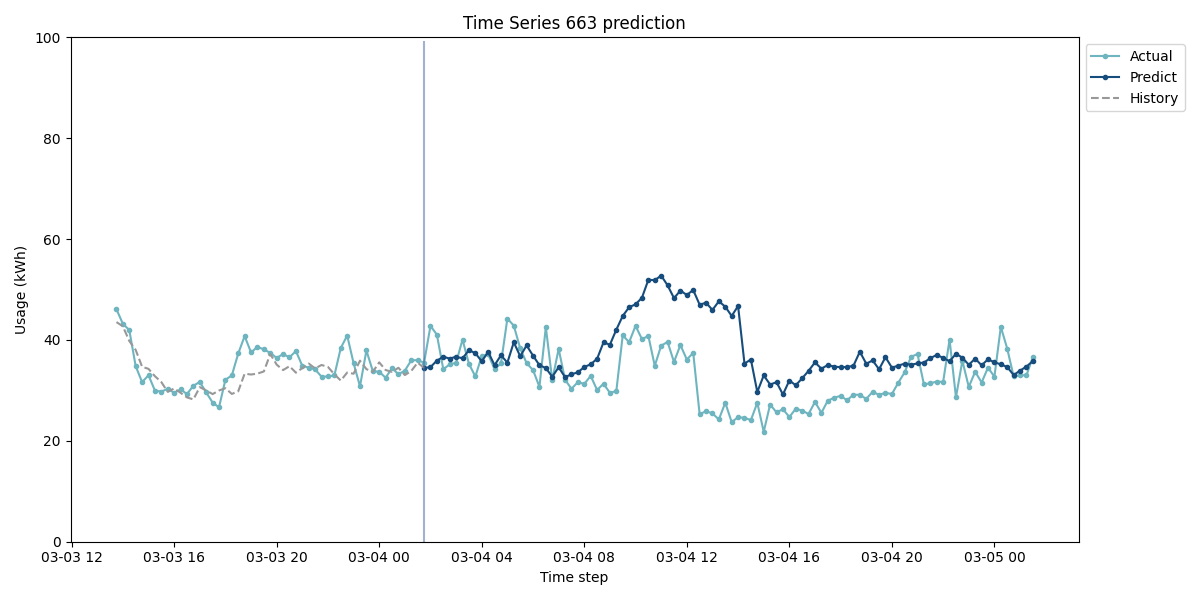 Time Series 663 prediction
Usage (kWh)
100
80
60
40
20
0
03-03 12
03-03 16
03-03 20
03-04 00
03-04 04
03-04 08
03-04 12
03-04 16
03-04 20
03-05 00
Time step
Actual
Predict
History